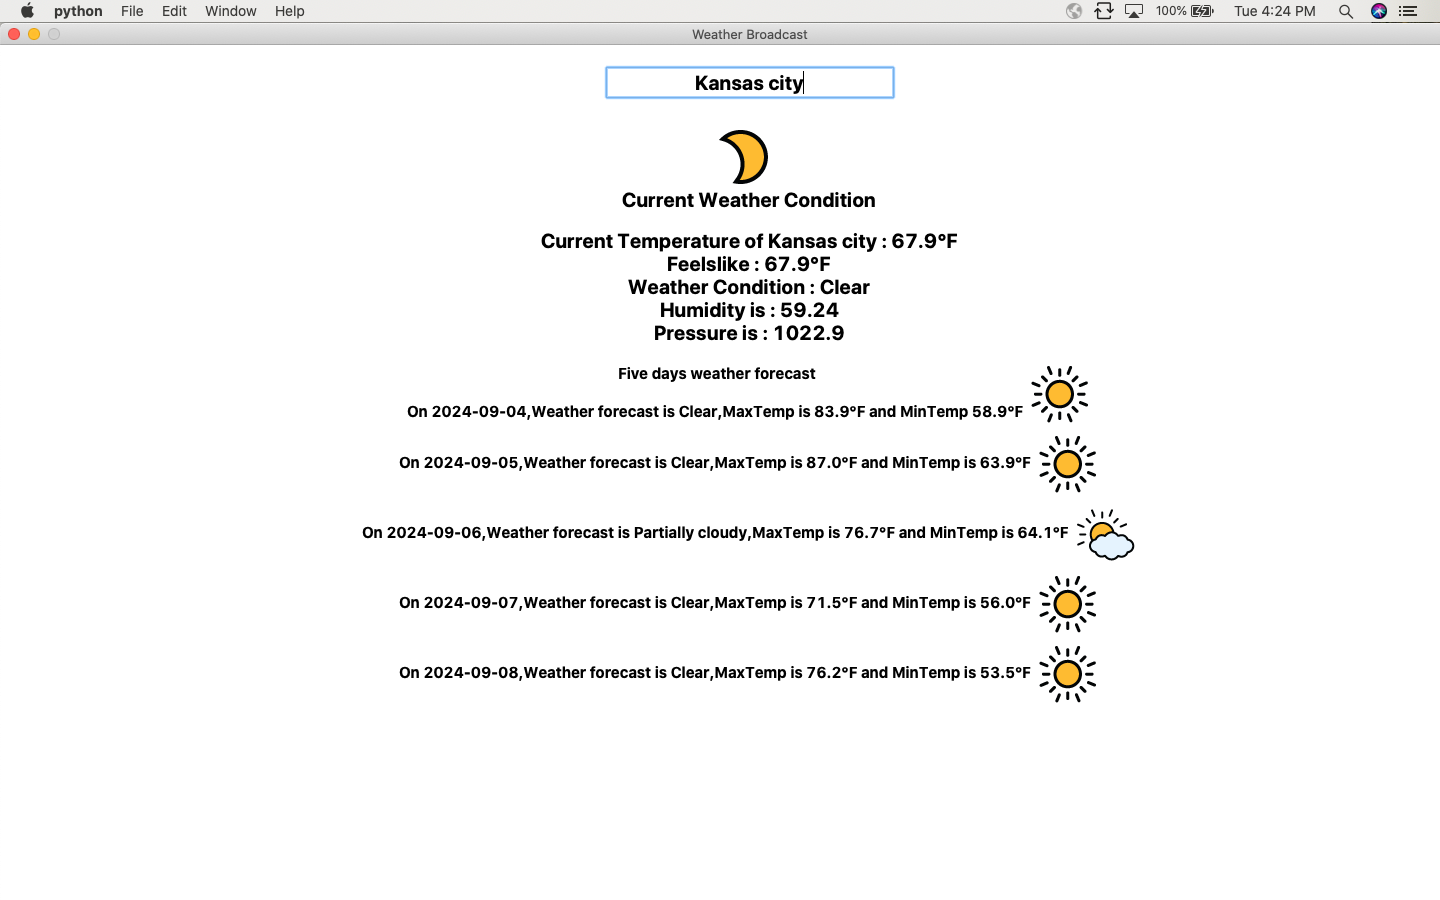 python File Edit Window Help 100% Tue 4:24 PM
Weather Broadcast
Kansas city
Current Weather Condition
Current Temperature of Kansas city : 67.9°F
Feelslike : 67.9°F
Weather Condition : Clear
Humidity is : 59.24
Pressure is : 1022.9
Five days weather forecast
On 2024-09-04,Weather forecast is Clear,MaxTemp is 83.9°F and MinTemp 58.9°F
On 2024-09-05,Weather forecast is Clear,MaxTemp is 87.0°F and MinTemp is 63.9°F
On 2024-09-06,Weather forecast is Partially cloudy,MaxTemp is 76.7°F and MinTemp is 64.1°F
On 2024-09-07,Weather forecast is Clear,MaxTemp is 71.5°F and MinTemp is 56.0°F
On 2024-09-08,Weather forecast is Clear,MaxTemp is 76.2°F and MinTemp is 53.5°F